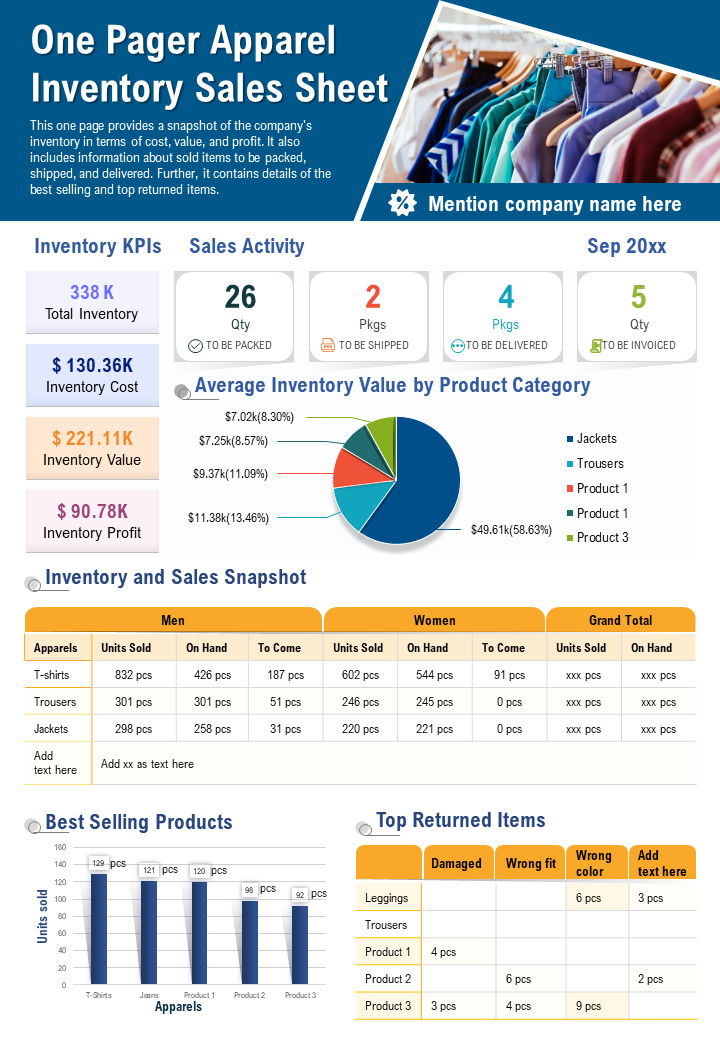 One Pager Apparel
Inventory Sales Sheet
This one page provides a snapshot of the company's
inventory in terms of cost, value, and profit. It also
includes information about sold items to be packed,
shipped, and delivered. Further, it contains details of the
best selling and top returned items.
Mention company name here
Inventory KPIs
338 K
Total Inventory
$ 130.36K
Inventory Cost
$ 221.11K
Inventory Value
$ 90.78K
Inventory Profit
Sales Activity
Sep 20xx
26
Qty
TO BE PACKED
2
Pkgs
TO BE SHIPPED
4
Pkgs
TO BE DELIVERED
5
Qty
TO BE INVOICED
Average Inventory Value by Product Category
$7.02k(8.30%)
$7.25k(8.57%)
$9.37k(11.09%)
$11.38k(13.46%)
$49.61k(58.63%)
Jackets
Trousers
Product 1
Product 1
Product 3
Inventory and Sales Snapshot
Men Women Grand Total
Apparels Units Sold On Hand To Come Units Sold On Hand To Come Units Sold On Hand
T-shirts 832 pcs 426 pcs 187 pcs 602 pcs 544 pcs 91 pcs xxx pcs xxx pcs
Trousers 301 pcs 301 pcs 51 pcs 246 pcs 245 pcs 0 pcs xxx pcs xxx pcs
Jackets 298 pcs 258 pcs 31 pcs 220 pcs 221 pcs 0 pcs xxx pcs xxx pcs
Add
text here
Add xx as text here
Best Selling Products
160
140
120
100
80
60
40
20
0
Units sold
129 pcs
121 pcs
120 pcs
98 pcs
92 pcs
T-Shirts Jeans Product 1 Product 2 Product 3
Apparels
Top Returned Items
Damaged Wrong fit Wrong
color Add
text here
Leggings 6 pcs 3 pcs
Trousers
Product 1 4 pcs
Product 2 6 pcs 2 pcs
Product 3 3 pcs 4 pcs 9 pcs